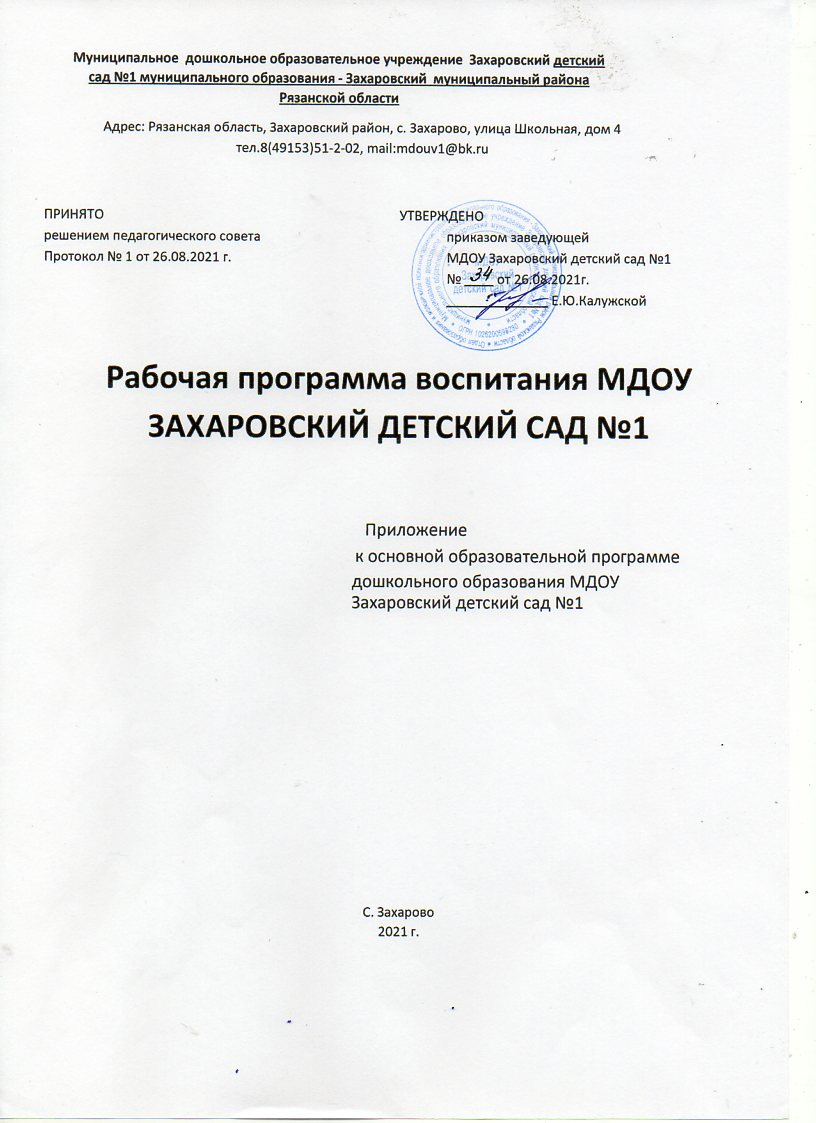 Муниципальное дошкольное образовательное учреждение Захаровский детский
сад №1 муниципального образования - Захаровский муниципальный района
Рязанской области
Адрес: Рязанская область, Захаровский район, с. Захарово, улица Школьная, дом 4
тел.8(49153)51-2-02, mail:mdouv1@bk.ru
ПРИНЯТО
решением педагогического совета
Протокол № 1 от 26.08.2021 г.
УТВЕРЖДЕНО
приказом заведующей
МДОУ Захаровский детский сад №1
№ 34 от 26.08.2021г.
Е.Ю.Калужской
детский сад
Рабочая программа воспитания МДОУ
ЗАХАРОВСКИЙ ДЕТСКИЙ САД №1
Приложение
к основной образовательной программе
дошкольного образования МДОУ
Захаровский детский сад №1
С. Захарово
2021 г.